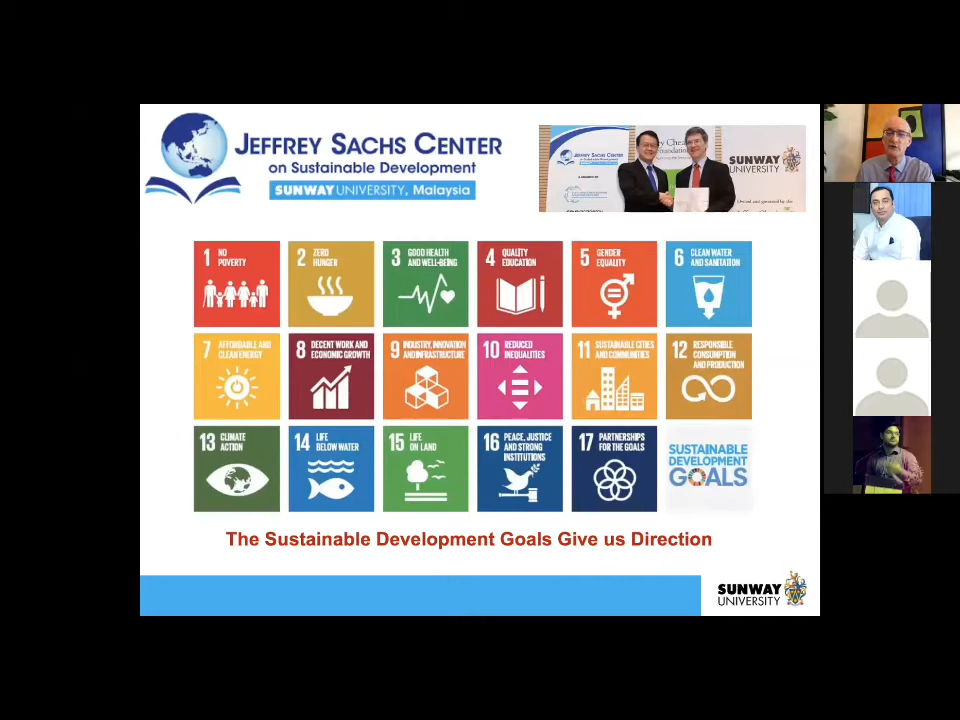 JEFFREY SACHS CENTER
on Sustainable Development
SUNWAY UNIVERSITY, Malaysia
JEFFREY SACHS CENTER
SUNWAY
UNIVERSITY
1 NO
POVERTY
2 ZERO
HUNGER
3 GOOD HEALTH
AND WELL-BEING
4 QUALITY
EDUCATION
5 GENDER
EQUALITY
6 CLEAN WATER
AND SANITATION
7 AFFORDABLE AND
CLEAN ENERGY
8 DECENT WORK AND
ECONOMIC GROWTH
9 INDUSTRY, INNOVATION
AND INFRASTRUCTURE
10 REDUCED
INEQUALITIES
11 SUSTAINABLE CITIES
AND COMMUNITIES
12 RESPONSIBLE
CONSUMPTION
AND PRODUCTION
13 CLIMATE
ACTION
14 LIFE
BELOW WATER
15 LIFE
ON LAND
16 PEACE, JUSTICE
AND STRONG
INSTITUTIONS
17 PARTNERSHIPS
FOR THE GOALS
SUSTAINABLE
DEVELOPMENT
GOALS
The Sustainable Development Goals Give us Direction
SUNWAY
UNIVERSITY